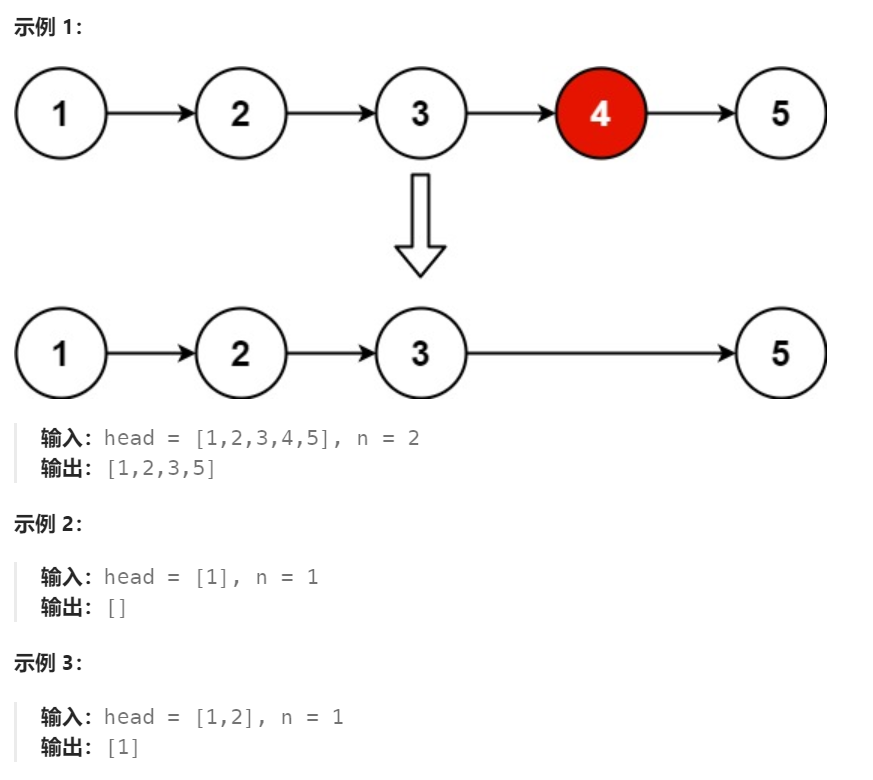 示例 1：
1 2 3 4 5
1 2 3 5
输入：head = [1,2,3,4,5], n = 2
输出：[1,2,3,5]
示例 2：
输入：head = [1], n = 1
输出：[]
示例 3：
输入：head = [1,2], n = 1
输出：[1]